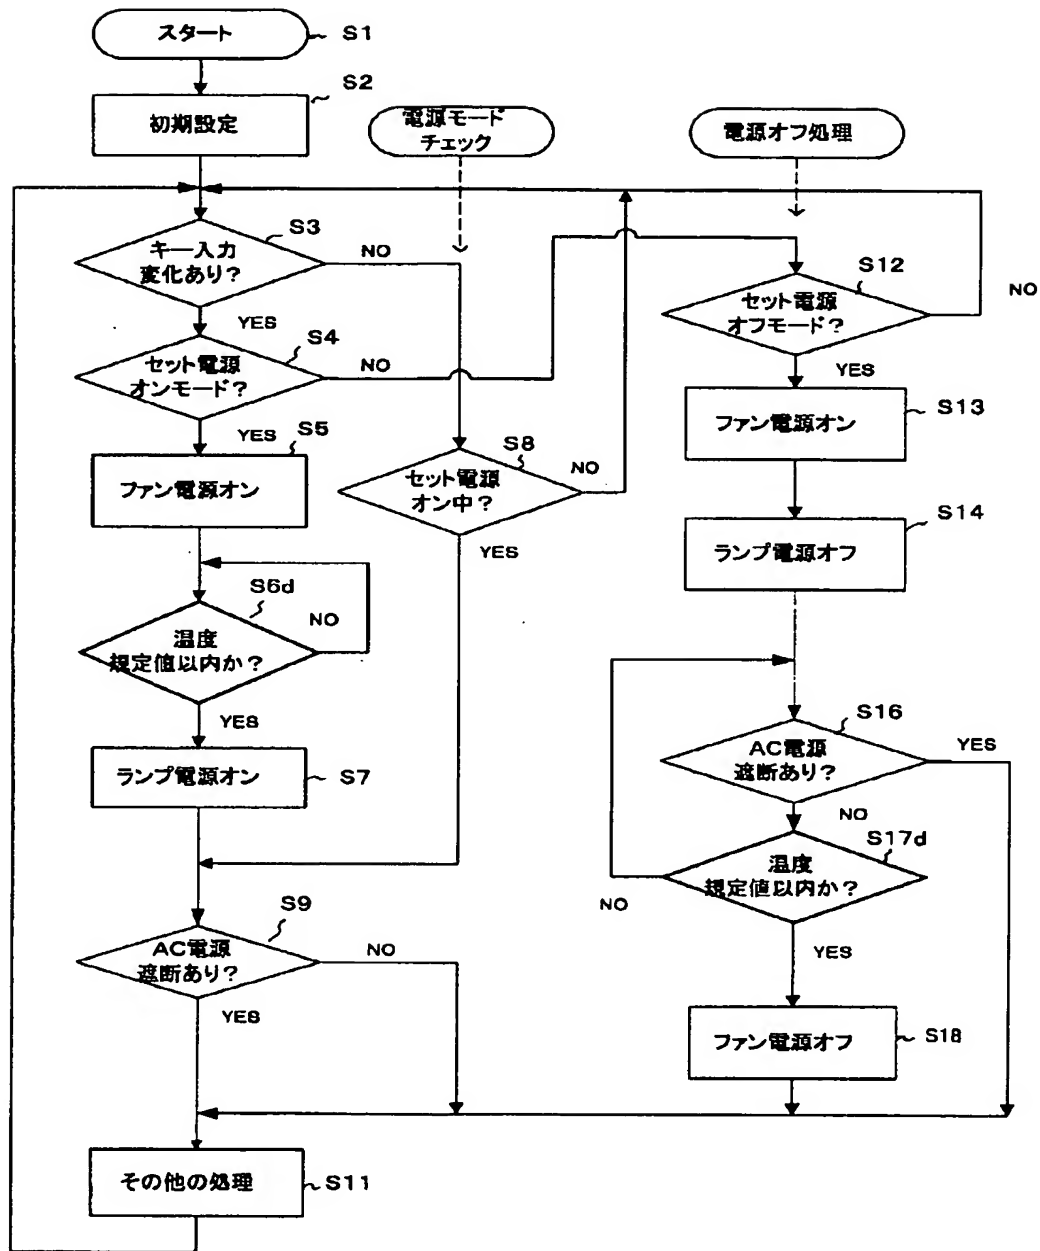 スタート
S1
S2
初期設定
電源モード
チェック
電源オフ処理
S3
キー入力
変化あり?
NO
YES
S4
セット電源
オンモード?
NO
YES
S5
ファン電源オン
S6d
温度
規定値以内か?
NO
YES
ランプ電源オン
S7
S8
セット電源
オン中?
NO
YES
S9
AC電源
遮断あり?
NO
YES
その他の処理
S11
S12
セット電源
オフモード?
NO
YES
ファン電源オン
S13
S14
ランプ電源オフ
S16
AC電源
遮断あり?
YES
NO
S17d
温度
規定値以内か?
NO
YES
ファン電源オフ
S18